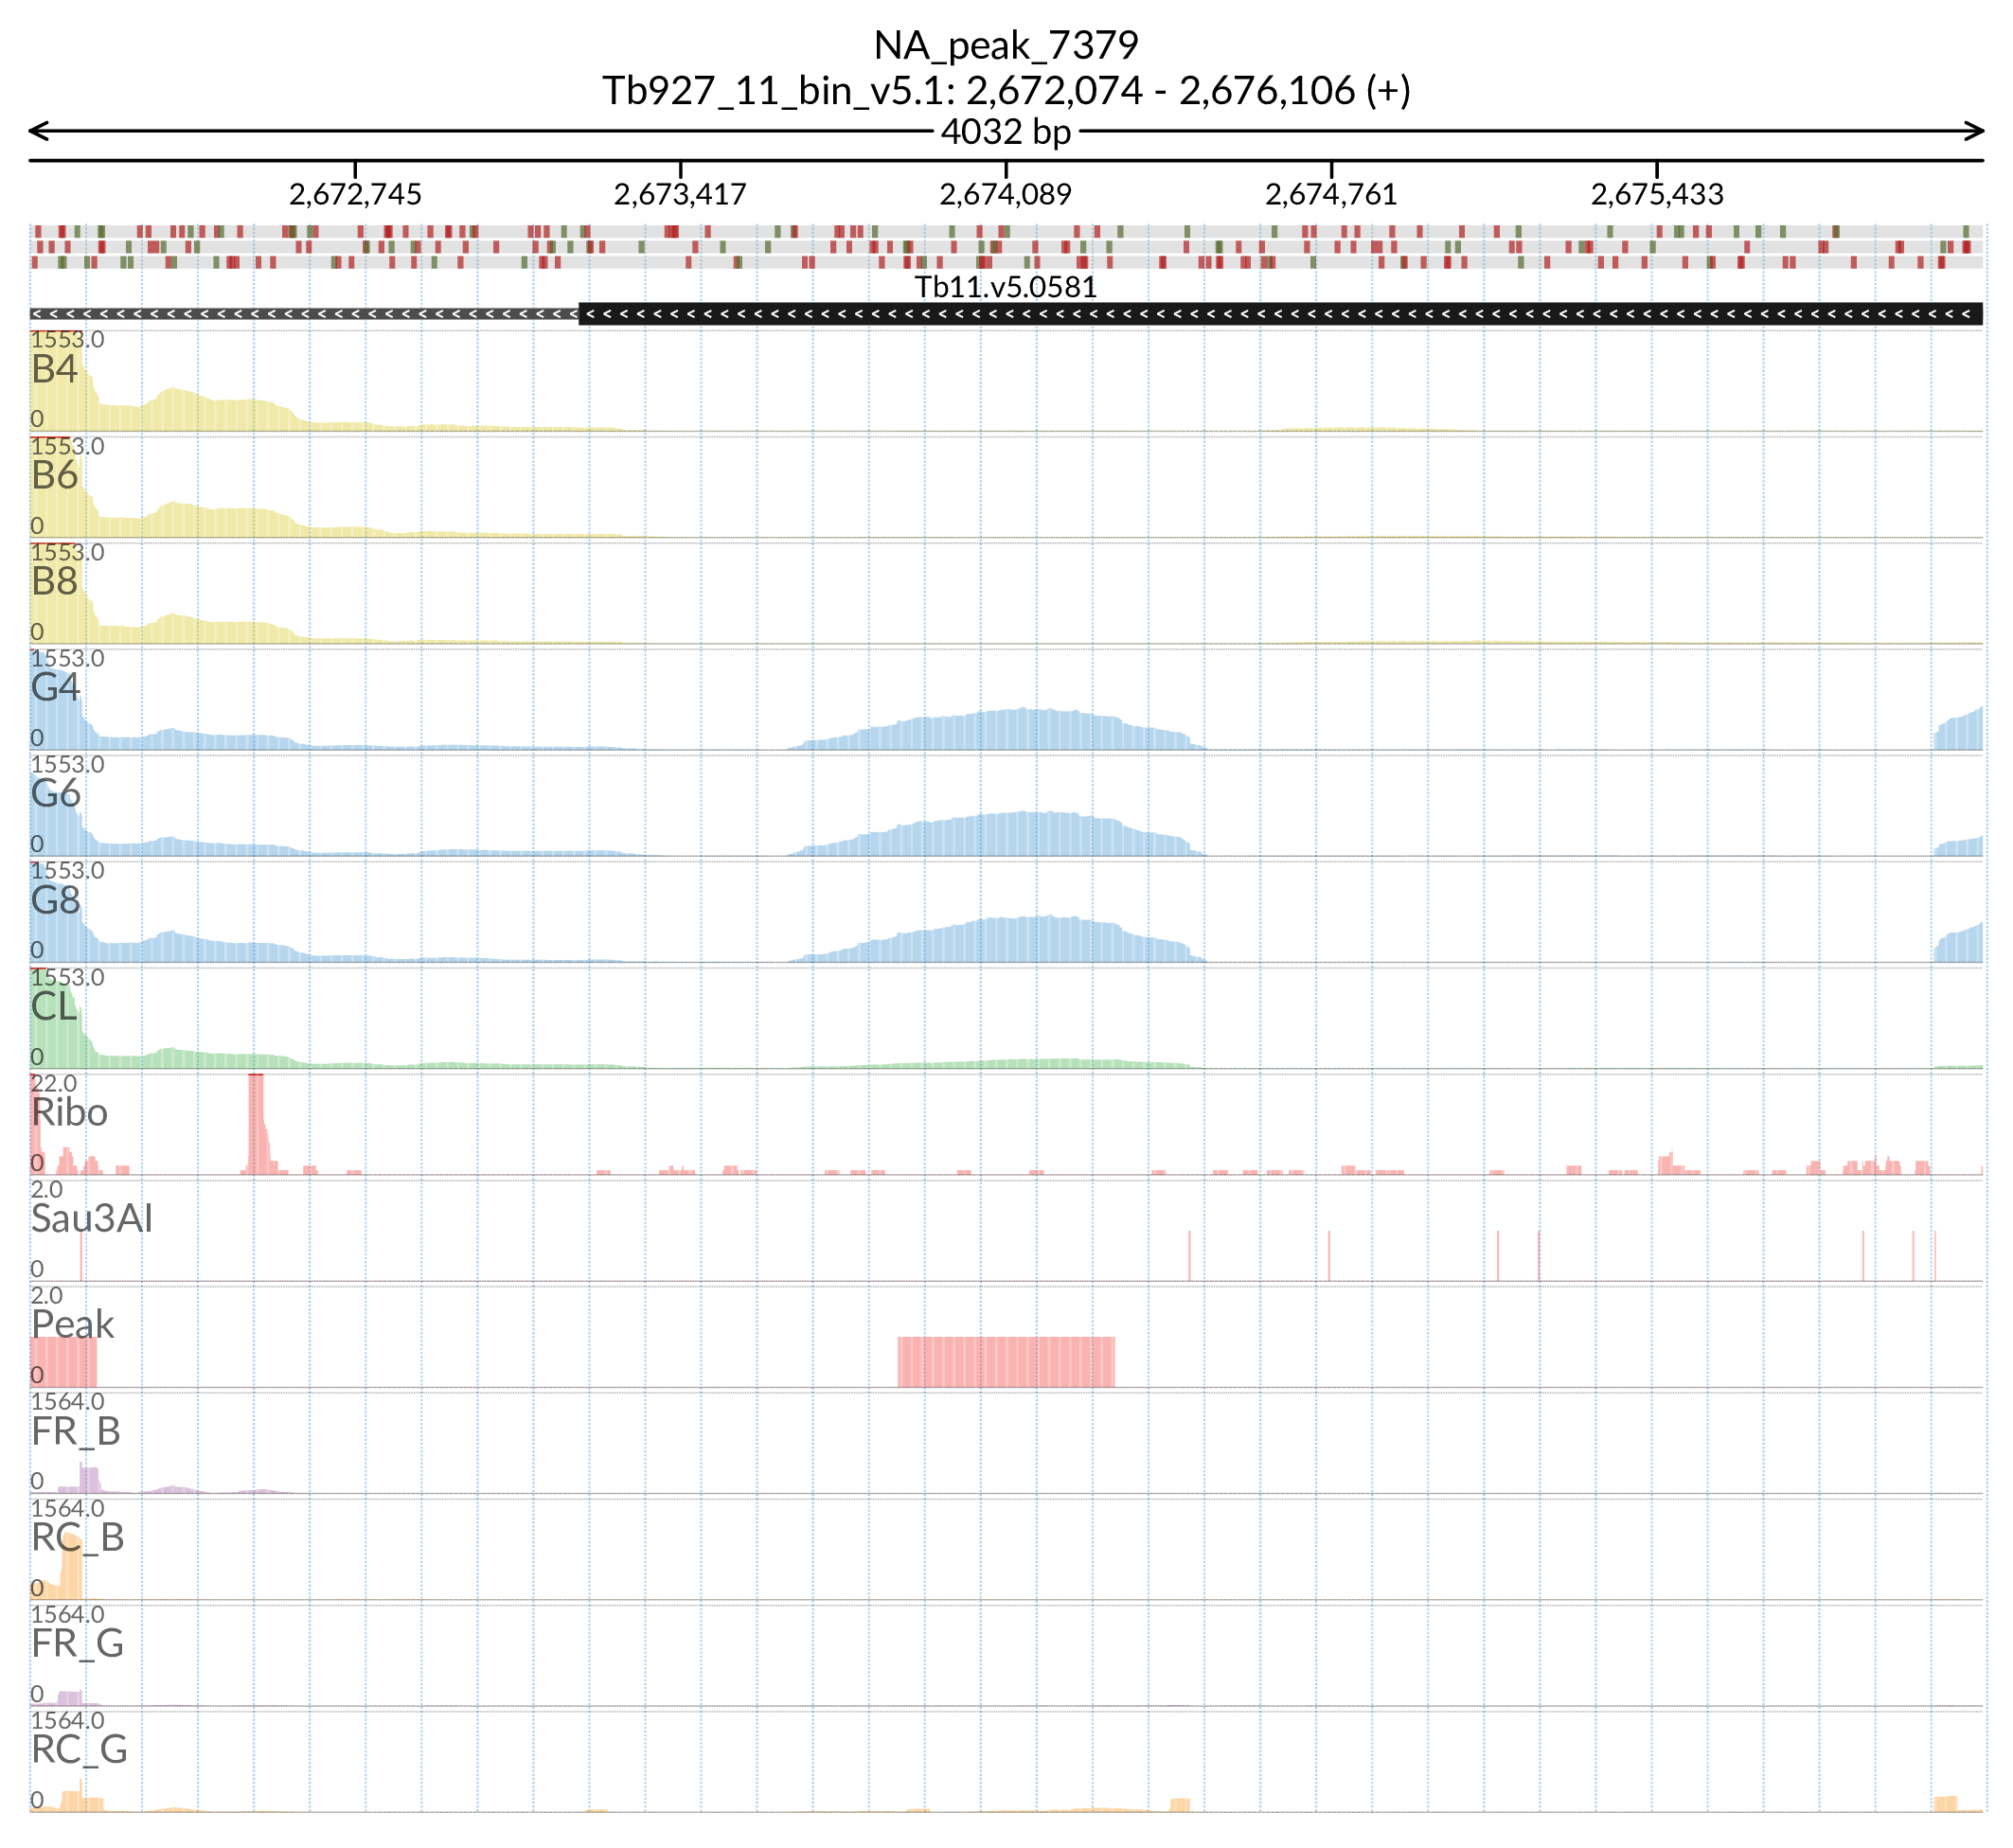 NA_peak_7379
Tb927_11_bin_v5.1: 2,672,074 - 2,676,106 (+)
4032 bp
2,672,745 2,673,417 2,674,089 2,674,761 2,675,433
Tb11.v5.0581
1553.0
B4
0
1553.0
B6
0
1553.0
B8
0
1553.0
G4
0
1553.0
G6
0
1553.0
G8
0
1553.0
CL
0
22.0
Ribo
0
2.0
Sau3AI
0
2.0
Peak
0
1564.0
FR_B
0
1564.0
RC_B
0
1564.0
FR_G
0
1564.0
RC_G
0